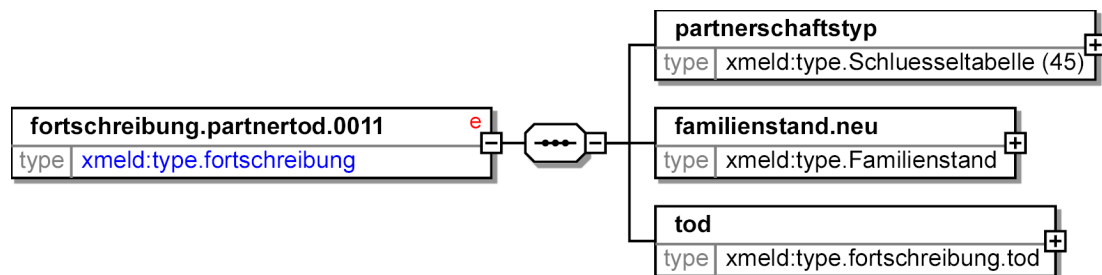 partnerschaftstyp
type xmeld:type.Schluesseltabelle (45)
fortschreibung.partnertod.0011 e
type xmeld:type.fortschreibung
familienstand.neu
type xmeld:type.Familienstand
tod
type xmeld:type.fortschreibung.tod